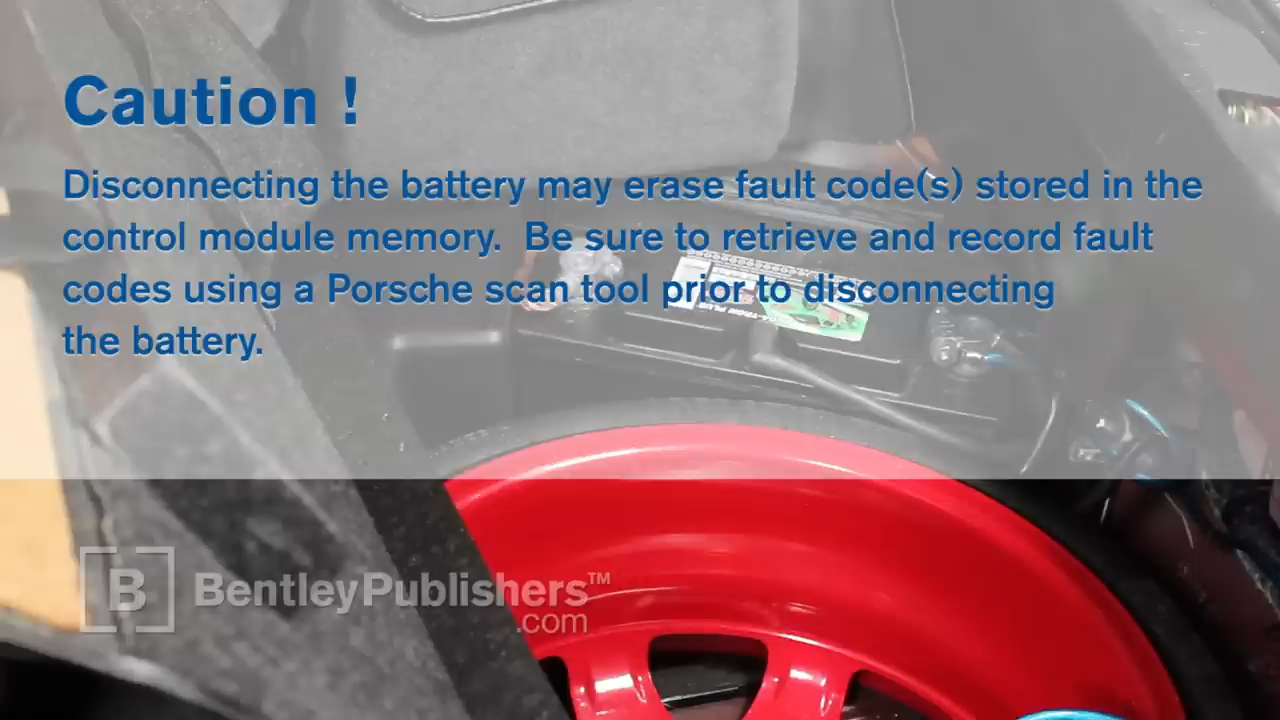 Caution !
Disconnecting the battery may erase fault code(s) stored in the
control module memory.  Be sure to retrieve and record fault
codes using a Porsche scan tool prior to disconnecting
the battery.
[B] BentleyPublishers™
.com